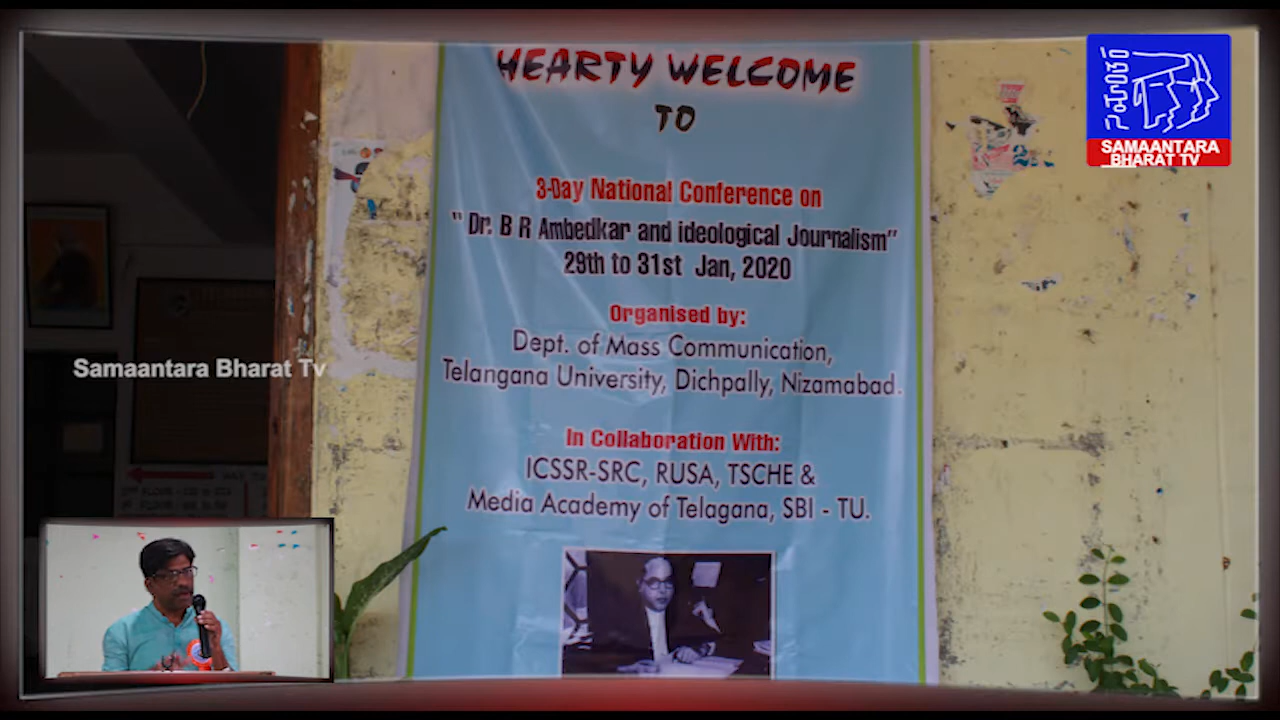 HEARTY WELCOME
TO
3-Day National Conference on
" Dr. B R Ambedkar and ideological Journalism"
29th to 31st Jan, 2020
Organised by:
Dept. of Mass Communication,
Telangana University, Dichpally, Nizamabad.
In Collaboration With:
ICSSR-SRC, RUSA, TSCHE &
Media Academy of Telagana, SBI - TU.
SAMAANTARA
BHARAT TV
Samaantara Bharat Tv